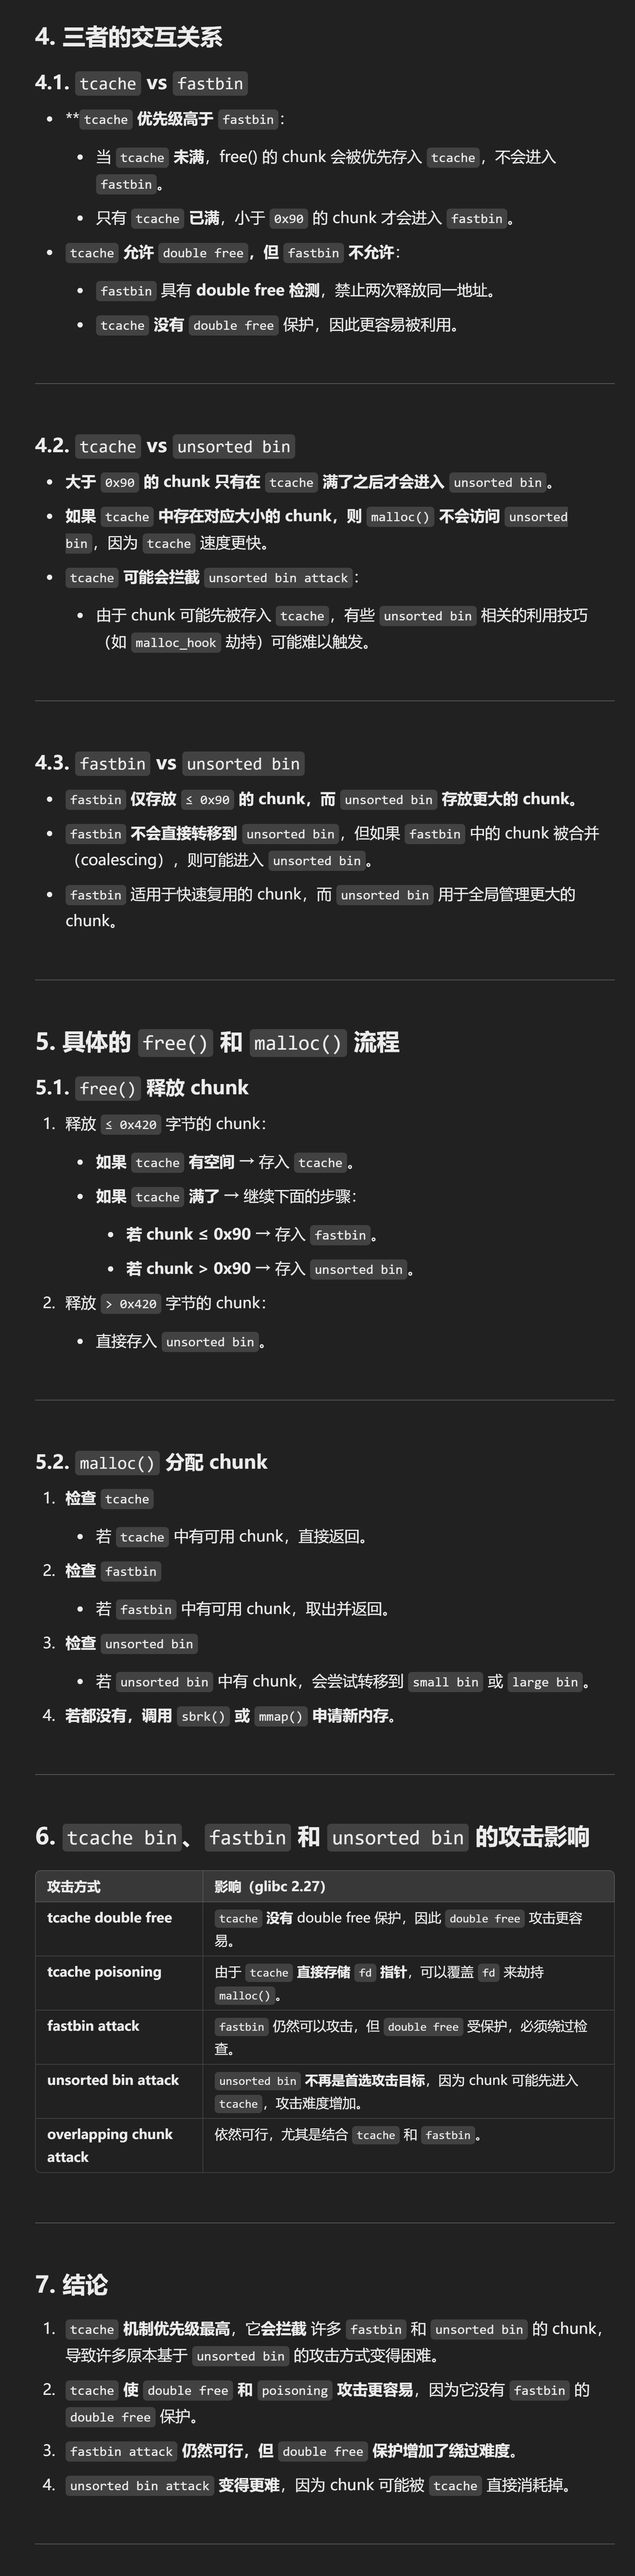 4. 三者的交互关系
4.1. tcache vs fastbin
• **tcache 优先级高于 fastbin：
• 当 tcache 未满，free() 的 chunk 会被优先存入 tcache，不会进入
fastbin。
• 只有 tcache 已满，小于 0x90 的 chunk 才会进入 fastbin。
• tcache 允许 double free，但 fastbin 不允许：
• fastbin 具有 double free 检测，禁止两次释放同一地址。
• tcache 没有 double free 保护，因此更容易被利用。
4.2. tcache vs unsorted bin
• 大于 0x90 的 chunk 只有在 tcache 满了之后才会进入 unsorted bin。
• 如果 tcache 中存在对应大小的 chunk，则 malloc() 不会访问 unsorted
bin，因为 tcache 速度更快。
• tcache 可能会拦截 unsorted bin attack：
• 由于 chunk 可能先被存入 tcache，有些 unsorted bin 相关的利用技巧
（如 malloc_hook 劫持）可能难以触发。
4.3. fastbin vs unsorted bin
• fastbin 仅存放 ≤ 0x90 的 chunk，而 unsorted bin 存放更大的 chunk。
• fastbin 不会直接转移到 unsorted bin，但如果 fastbin 中的 chunk 被合并
（coalescing），则可能进入 unsorted bin。
• fastbin 适用于快速复用的 chunk，而 unsorted bin 用于全局管理更大的
chunk。
5. 具体的 free() 和 malloc() 流程
5.1. free() 释放 chunk
1. 释放 ≤ 0x420 字节的 chunk：
• 如果 tcache 有空间 → 存入 tcache。
• 如果 tcache 满了 → 继续下面的步骤：
• 若 chunk ≤ 0x90 → 存入 fastbin。
• 若 chunk > 0x90 → 存入 unsorted bin。
2. 释放 > 0x420 字节的 chunk：
• 直接存入 unsorted bin。
5.2. malloc() 分配 chunk
1. 检查 tcache
• 若 tcache 中有可用 chunk，直接返回。
2. 检查 fastbin
• 若 fastbin 中有可用 chunk，取出并返回。
3. 检查 unsorted bin
• 若 unsorted bin 中有 chunk，会尝试转移到 small bin 或 large bin。
4. 若都没有，调用 sbrk() 或 mmap() 申请新内存。
6. tcache bin、fastbin 和 unsorted bin 的攻击影响
攻击方式 影响（glibc 2.27）
tcache double free tcache 没有 double free 保护，因此 double free 攻击更容
易。
tcache poisoning 由于 tcache 直接存储 fd 指针，可以覆盖 fd 来劫持
malloc()。
fastbin attack fastbin 仍然可以攻击，但 double free 受保护，必须绕过检
查。
unsorted bin attack unsorted bin 不再是首选攻击目标，因为 chunk 可能先进入
tcache，攻击难度增加。
overlapping chunk 依然可行，尤其是结合 tcache 和 fastbin。
attack
7. 结论
1. tcache 机制优先级最高，它会拦截 许多 fastbin 和 unsorted bin 的 chunk，
导致许多原本基于 unsorted bin 的攻击方式变得困难。
2. tcache 使 double free 和 poisoning 攻击更容易，因为它没有 fastbin 的
double free 保护。
3. fastbin attack 仍然可行，但 double free 保护增加了绕过难度。
4. unsorted bin attack 变得更难，因为 chunk 可能被 tcache 直接消耗掉。